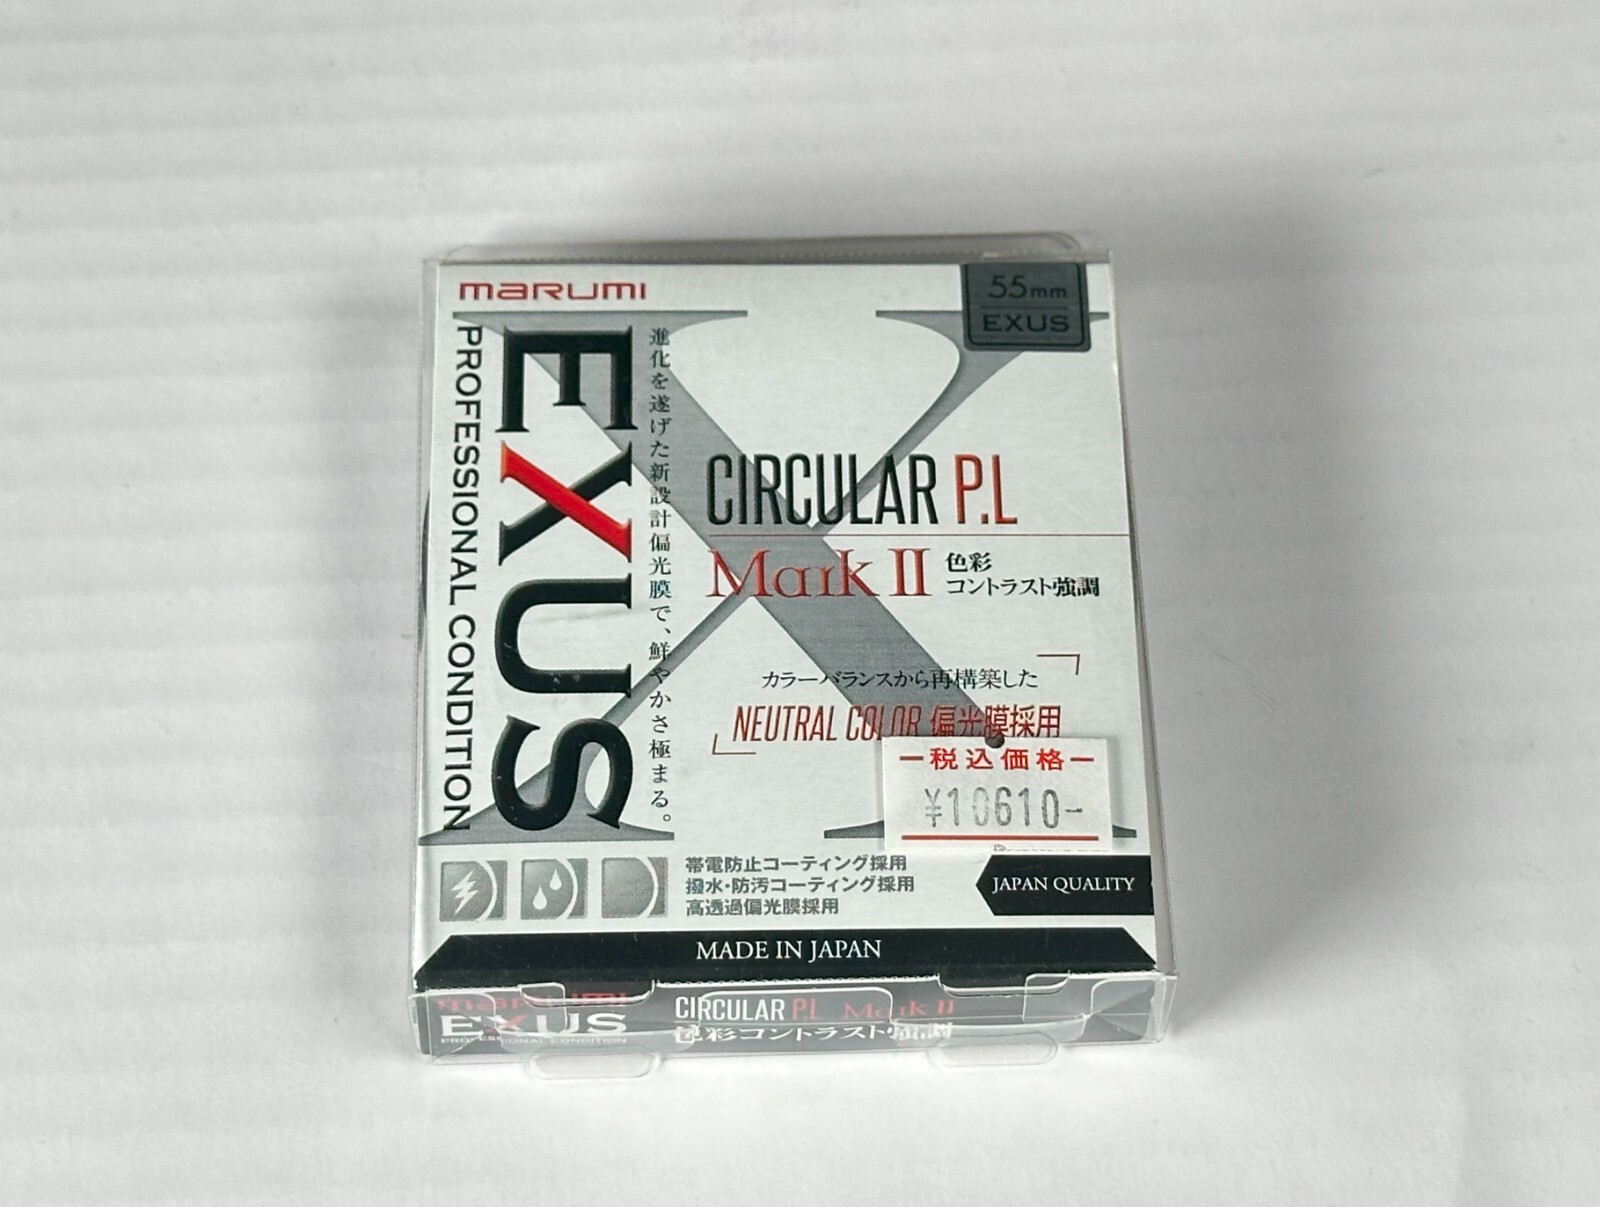 marumi
55mm
EXUS
PROFESSIONAL CONDITION
EXUS
進化を遂げた新設計偏光膜で、鮮やかさ極まる。
CIRCULAR P.L
Mark II 色彩
コントラスト強調
カラーバランスから再構築した
NEUTRAL COLOR 偏光膜採用
ー税込価格ー
¥10610-
帯電防止コーティング採用
撥水・防汚コーティング採用
高透過偏光膜採用
JAPAN QUALITY
MADE IN JAPAN
marumi
EXUS
PROFESSIONAL CONDITION
CIRCULAR P.L Mark II
色彩コントラスト強調